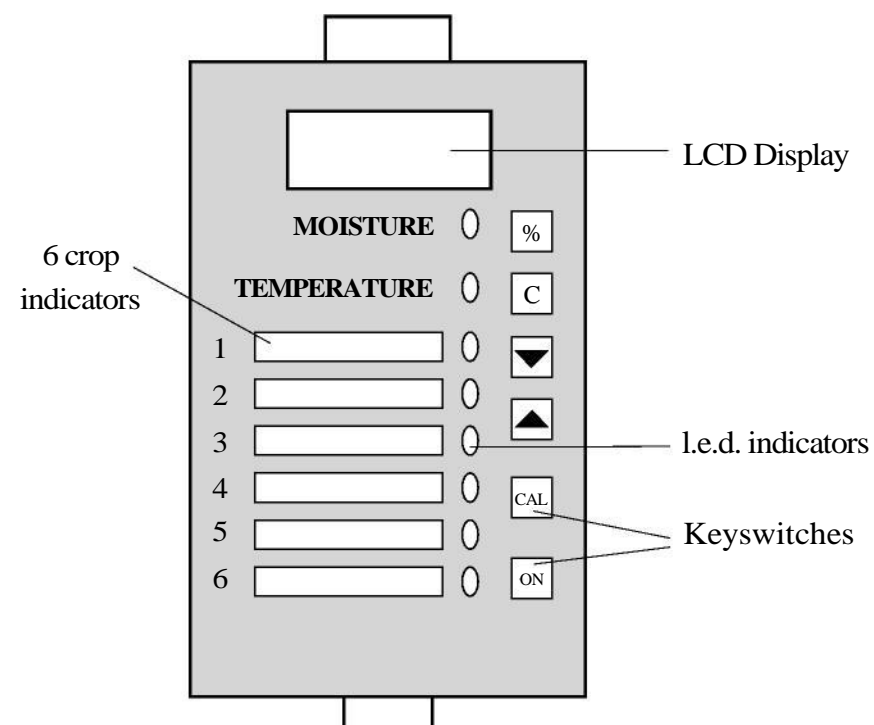 LCD Display
MOISTURE %
6 crop
indicators
TEMPERATURE C
1
2
3 l.e.d. indicators
4 CAL
5 Keyswitches
6 ON